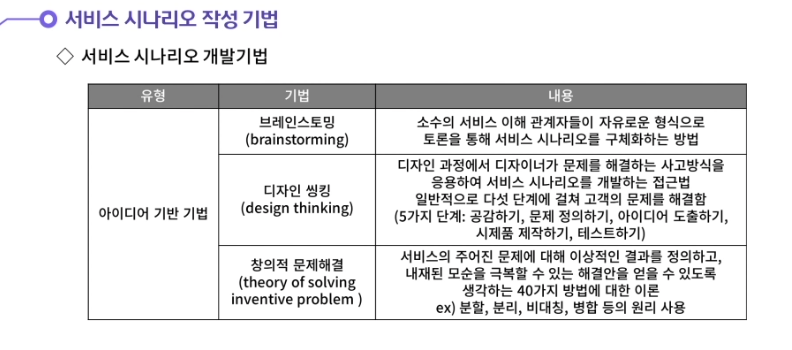 서비스 시나리오 작성 기법
◇ 서비스 시나리오 개발기법
유형
기법
내용
아이디어 기반 기법
브레인스토밍
(brainstorming)
소수의 서비스 이해 관계자들이 자유로운 형식으로
토론을 통해 서비스 시나리오를 구체화하는 방법
디자인 씽킹
(design thinking)
디자인 과정에서 디자이너가 문제를 해결하는 사고방식을
응용하여 서비스 시나리오를 개발하는 접근법
일반적으로 다섯 단계에 걸쳐 고객의 문제를 해결함
(5가지 단계: 공감하기, 문제 정의하기, 아이디어 도출하기,
시제품 제작하기, 테스트하기)
창의적 문제해결
(theory of solving
inventive problem )
서비스의 주어진 문제에 대해 이상적인 결과를 정의하고,
내재된 모순을 극복할 수 있는 해결안을 얻을 수 있도록
생각하는 40가지 방법에 대한 이론
ex) 분할, 분리, 비대칭, 병합 등의 원리 사용